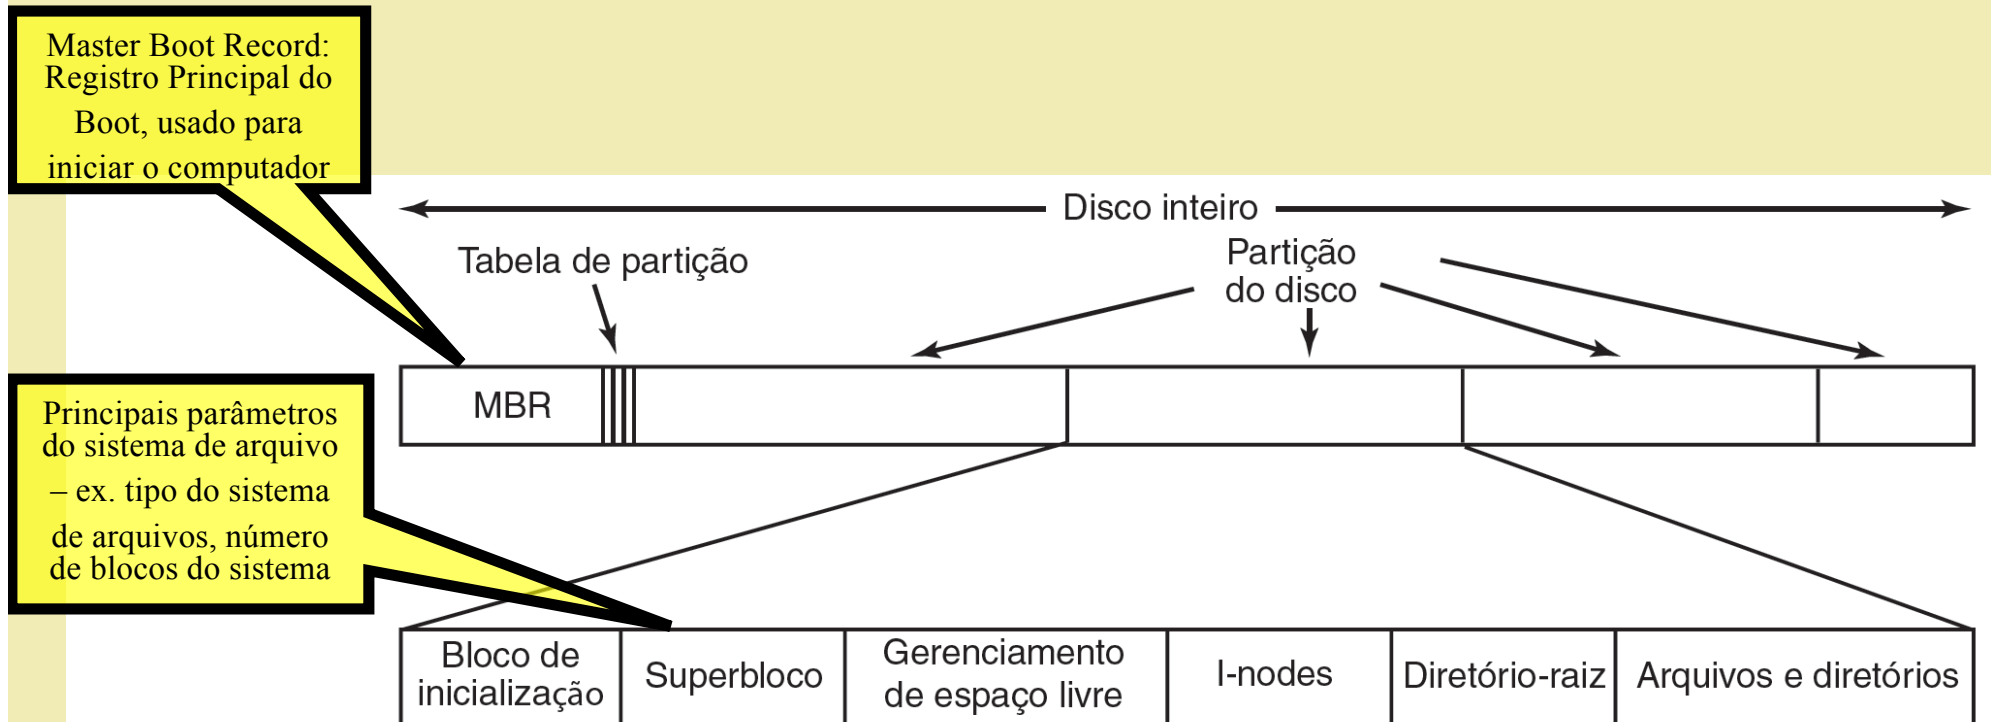 Master Boot Record:
Registro Principal do
Boot, usado para
iniciar o computador
Disco inteiro
Tabela de partição
Partição
do disco
MBR
Principais parâmetros
do sistema de arquivo
– ex. tipo do sistema
de arquivos, número
de blocos do sistema
Bloco de
inicialização
Superbloco
Gerenciamento
de espaço livre
I-nodes
Diretório-raiz
Arquivos e diretórios